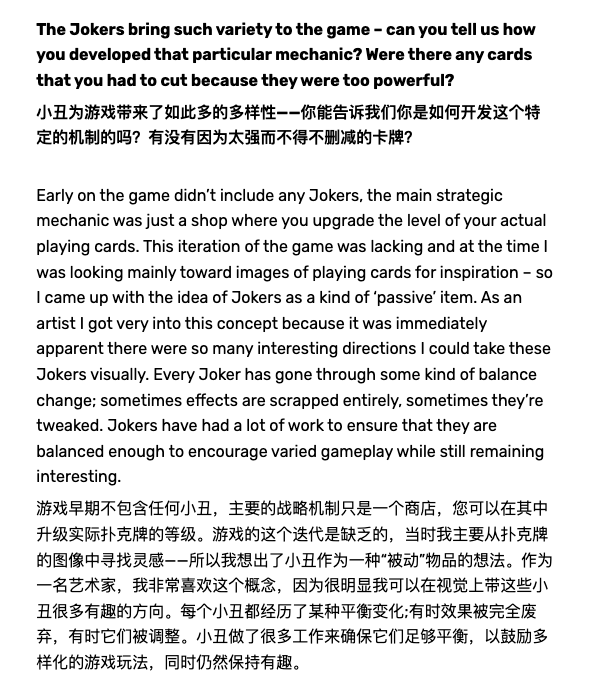 The Jokers bring such variety to the game – can you tell us how
you developed that particular mechanic? Were there any cards
that you had to cut because they were too powerful?
小丑为游戏带来了如此多的多样性——你能告诉我们你是如何开发这个特
定的机制的吗？有没有因为太强而不得不删减的卡牌？
Early on the game didn’t include any Jokers, the main strategic
mechanic was just a shop where you upgrade the level of your actual
playing cards. This iteration of the game was lacking and at the time I
was looking mainly toward images of playing cards for inspiration – so
I came up with the idea of Jokers as a kind of ‘passive’ item. As an
artist I got very into this concept because it was immediately
apparent there were so many interesting directions I could take these
Jokers visually. Every Joker has gone through some kind of balance
change; sometimes effects are scrapped entirely, sometimes they’re
tweaked. Jokers have had a lot of work to ensure that they are
balanced enough to encourage varied gameplay while still remaining
interesting.
游戏早期不包含任何小丑，主要的战略机制只是一个商店，您可以在其中
升级实际扑克牌的等级。游戏的这个迭代是缺乏的，当时我主要从扑克牌
的图像中寻找灵感——所以我想出了小丑作为一种“被动”物品的想法。作为
一名艺术家，我非常喜欢这个概念，因为很明显我可以在视觉上带这些小
丑很多有趣的方向。每个小丑都经历了某种平衡变化;有时效果被完全废
弃，有时它们被调整。小丑做了很多工作来确保它们足够平衡，以鼓励多
样化的游戏玩法，同时仍然保持有趣。